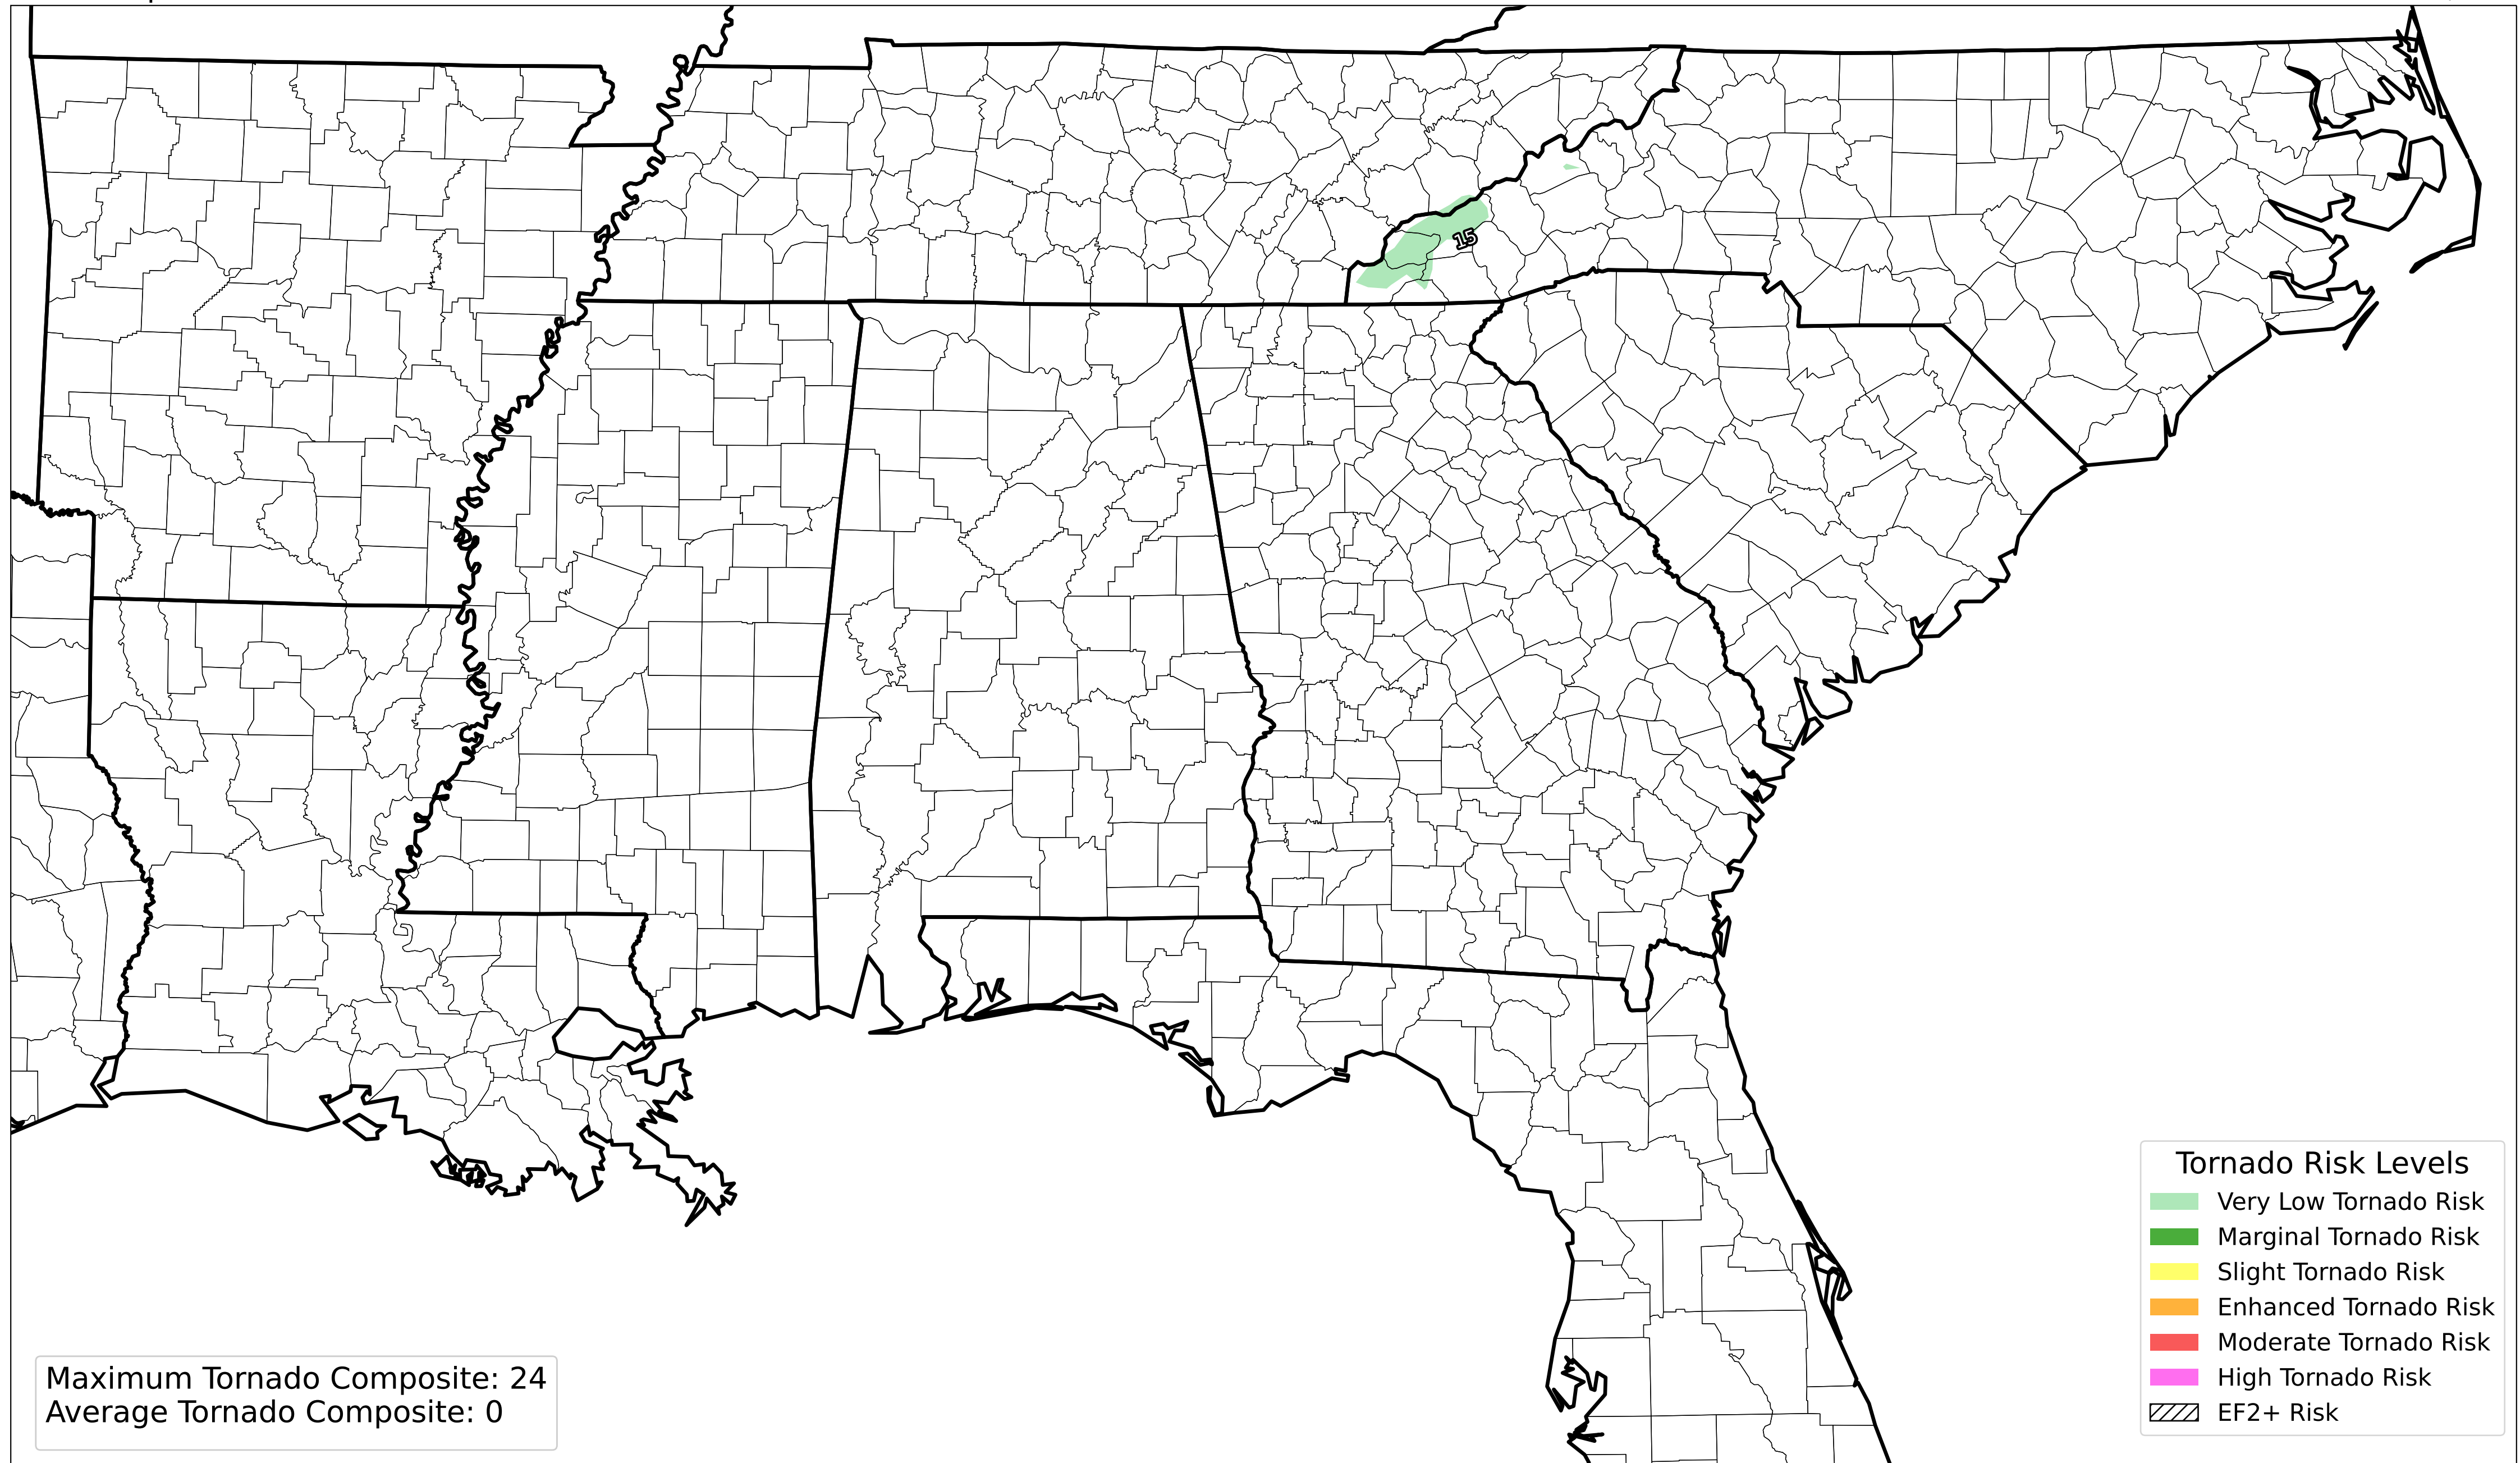 15
Tornado Risk Levels
Very Low Tornado Risk
Marginal Tornado Risk
Slight Tornado Risk
Enhanced Tornado Risk
Moderate Tornado Risk
High Tornado Risk
EF2+ Risk
Maximum Tornado Composite: 24
Average Tornado Composite: 0